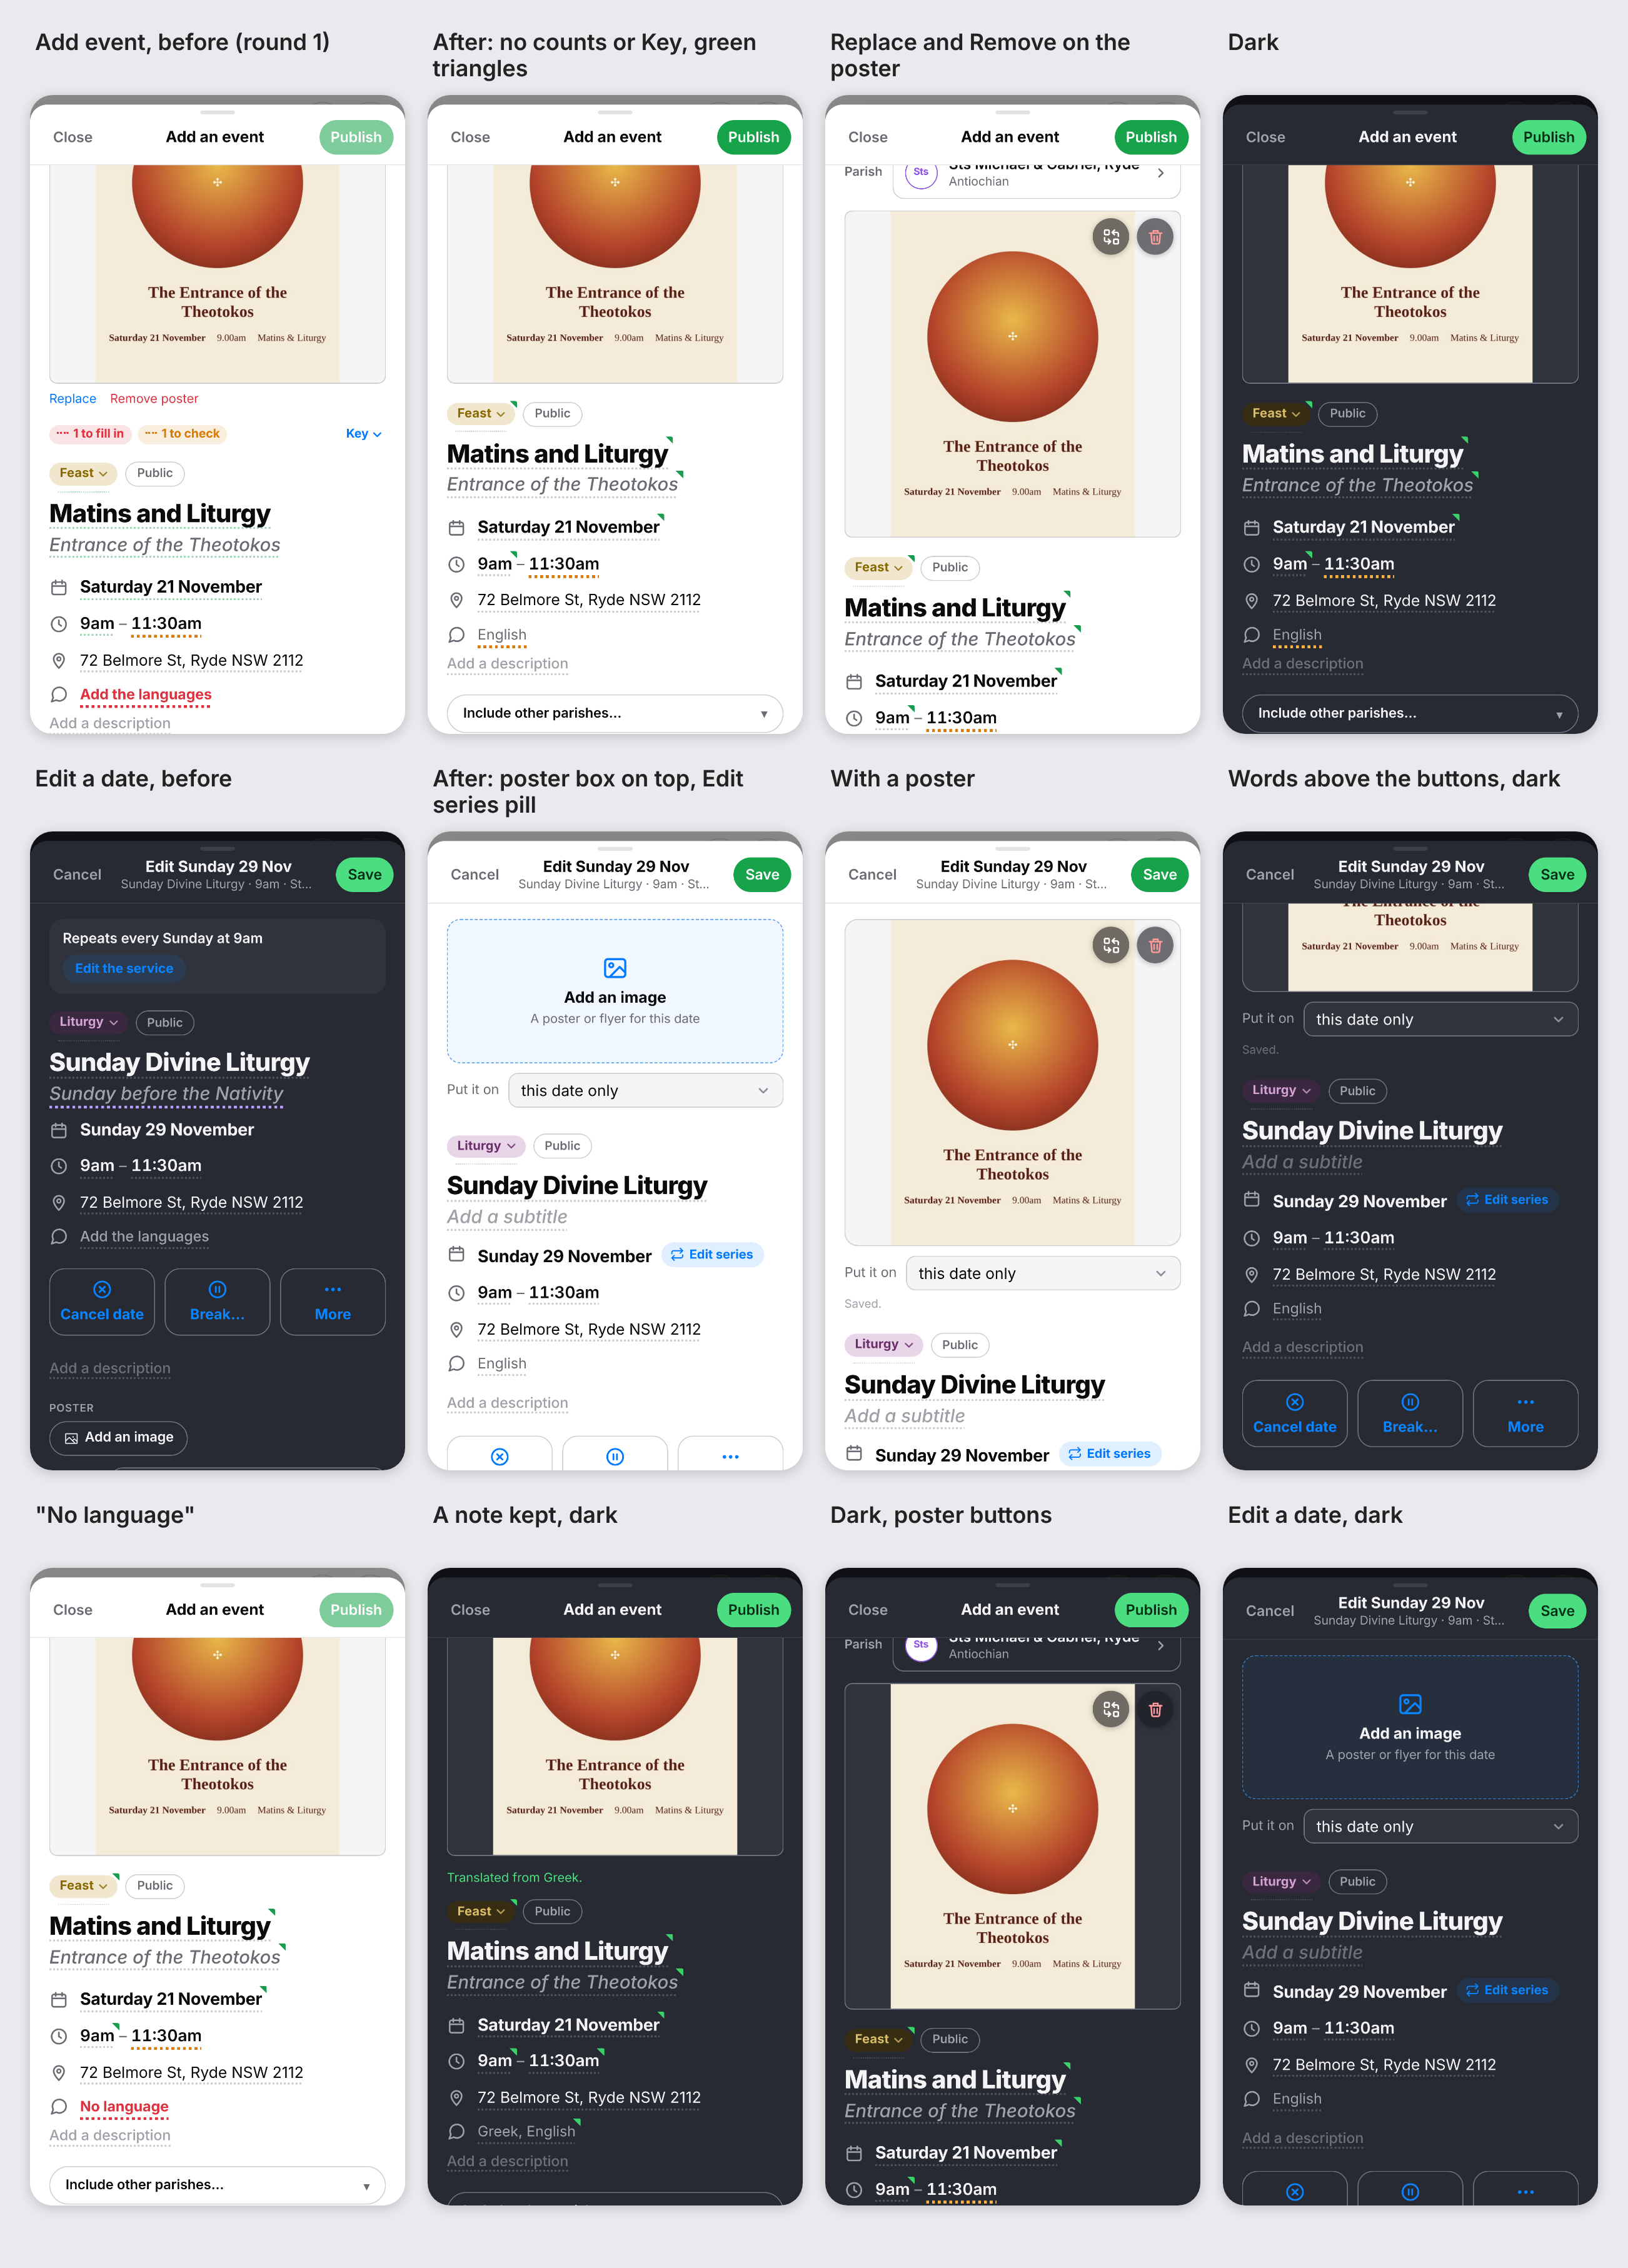 Add event, before (round 1)
Close
Add an event
Publish
The Entrance of the
Theotokos
Saturday 21 November 9.00am Matins & Liturgy
Replace Remove poster
1 to fill in
1 to check
Key
Feast
Public
Matins and Liturgy
Entrance of the Theotokos
Saturday 21 November
9am – 11:30am
72 Belmore St, Ryde NSW 2112
Add the languages
Add a description
After: no counts or Key, green
triangles
Close
Add an event
Publish
The Entrance of the
Theotokos
Saturday 21 November 9.00am Matins & Liturgy
Feast
Public
Matins and Liturgy
Entrance of the Theotokos
Saturday 21 November
9am – 11:30am
72 Belmore St, Ryde NSW 2112
English
Add a description
Include other parishes...
Replace and Remove on the
poster
Close
Add an event
Publish
Parish
Sts
Sts Michael & Gabriel, Ryde
Antiochian
The Entrance of the
Theotokos
Saturday 21 November 9.00am Matins & Liturgy
Feast
Public
Matins and Liturgy
Entrance of the Theotokos
Saturday 21 November
9am – 11:30am
Dark
Close
Add an event
Publish
The Entrance of the
Theotokos
Saturday 21 November 9.00am Matins & Liturgy
Feast
Public
Matins and Liturgy
Entrance of the Theotokos
Saturday 21 November
9am – 11:30am
72 Belmore St, Ryde NSW 2112
English
Add a description
Include other parishes...
Edit a date, before
Cancel
Edit Sunday 29 Nov
Sunday Divine Liturgy · 9am · St...
Save
Repeats every Sunday at 9am
Edit the service
Liturgy
Public
Sunday Divine Liturgy
Sunday before the Nativity
Sunday 29 November
9am – 11:30am
72 Belmore St, Ryde NSW 2112
Add the languages
Cancel date
Break...
More
Add a description
POSTER
Add an image
After: poster box on top, Edit
series pill
Cancel
Edit Sunday 29 Nov
Sunday Divine Liturgy · 9am · St...
Save
Add an image
A poster or flyer for this date
Put it on
this date only
Liturgy
Public
Sunday Divine Liturgy
Add a subtitle
Sunday 29 November
Edit series
9am – 11:30am
72 Belmore St, Ryde NSW 2112
English
Add a description
With a poster
Cancel
Edit Sunday 29 Nov
Sunday Divine Liturgy · 9am · St...
Save
The Entrance of the
Theotokos
Saturday 21 November 9.00am Matins & Liturgy
Put it on
this date only
Saved.
Liturgy
Public
Sunday Divine Liturgy
Add a subtitle
Sunday 29 November
Edit series
Words above the buttons, dark
Cancel
Edit Sunday 29 Nov
Sunday Divine Liturgy · 9am · St...
Save
The Entrance of the
Theotokos
Saturday 21 November 9.00am Matins & Liturgy
Put it on
this date only
Saved.
Liturgy
Public
Sunday Divine Liturgy
Add a subtitle
Sunday 29 November
Edit series
9am – 11:30am
72 Belmore St, Ryde NSW 2112
English
Add a description
Cancel date
Break...
More
"No language"
Close
Add an event
Publish
The Entrance of the
Theotokos
Saturday 21 November 9.00am Matins & Liturgy
Feast
Public
Matins and Liturgy
Entrance of the Theotokos
Saturday 21 November
9am – 11:30am
72 Belmore St, Ryde NSW 2112
No language
Add a description
Include other parishes...
A note kept, dark
Close
Add an event
Publish
The Entrance of the
Theotokos
Saturday 21 November 9.00am Matins & Liturgy
Translated from Greek.
Feast
Public
Matins and Liturgy
Entrance of the Theotokos
Saturday 21 November
9am – 11:30am
72 Belmore St, Ryde NSW 2112
Greek, English
Add a description
Dark, poster buttons
Close
Add an event
Publish
Parish
Sts
Sts Michael & Gabriel, Ryde
Antiochian
The Entrance of the
Theotokos
Saturday 21 November 9.00am Matins & Liturgy
Feast
Public
Matins and Liturgy
Entrance of the Theotokos
Saturday 21 November
9am – 11:30am
Edit a date, dark
Cancel
Edit Sunday 29 Nov
Sunday Divine Liturgy · 9am · St...
Save
Add an image
A poster or flyer for this date
Put it on
this date only
Liturgy
Public
Sunday Divine Liturgy
Add a subtitle
Sunday 29 November
Edit series
9am – 11:30am
72 Belmore St, Ryde NSW 2112
English
Add a description